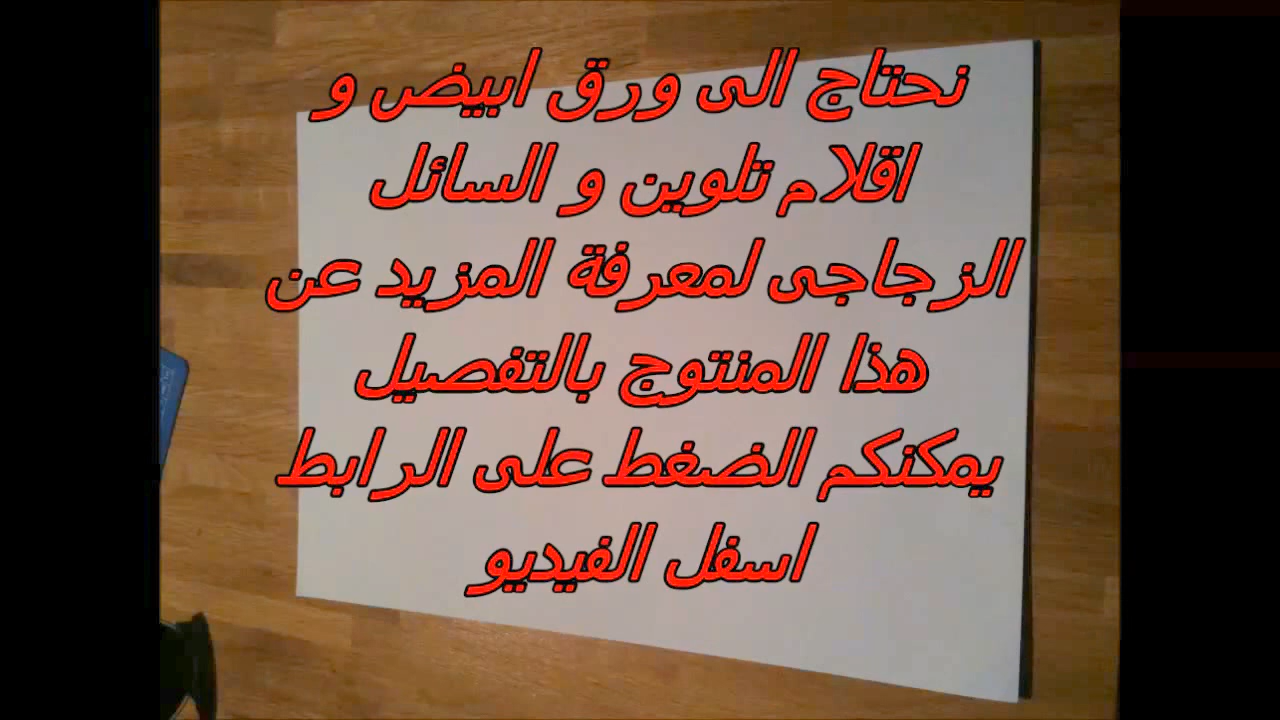 نحتاج الى ورق ابيض و
اقلام تلوين و السائل
الزجاجى لمعرفة المزيد عن
هذا المنتوج بالتفصيل
يمكنكم الضغط على الرابط
اسفل الفيديو